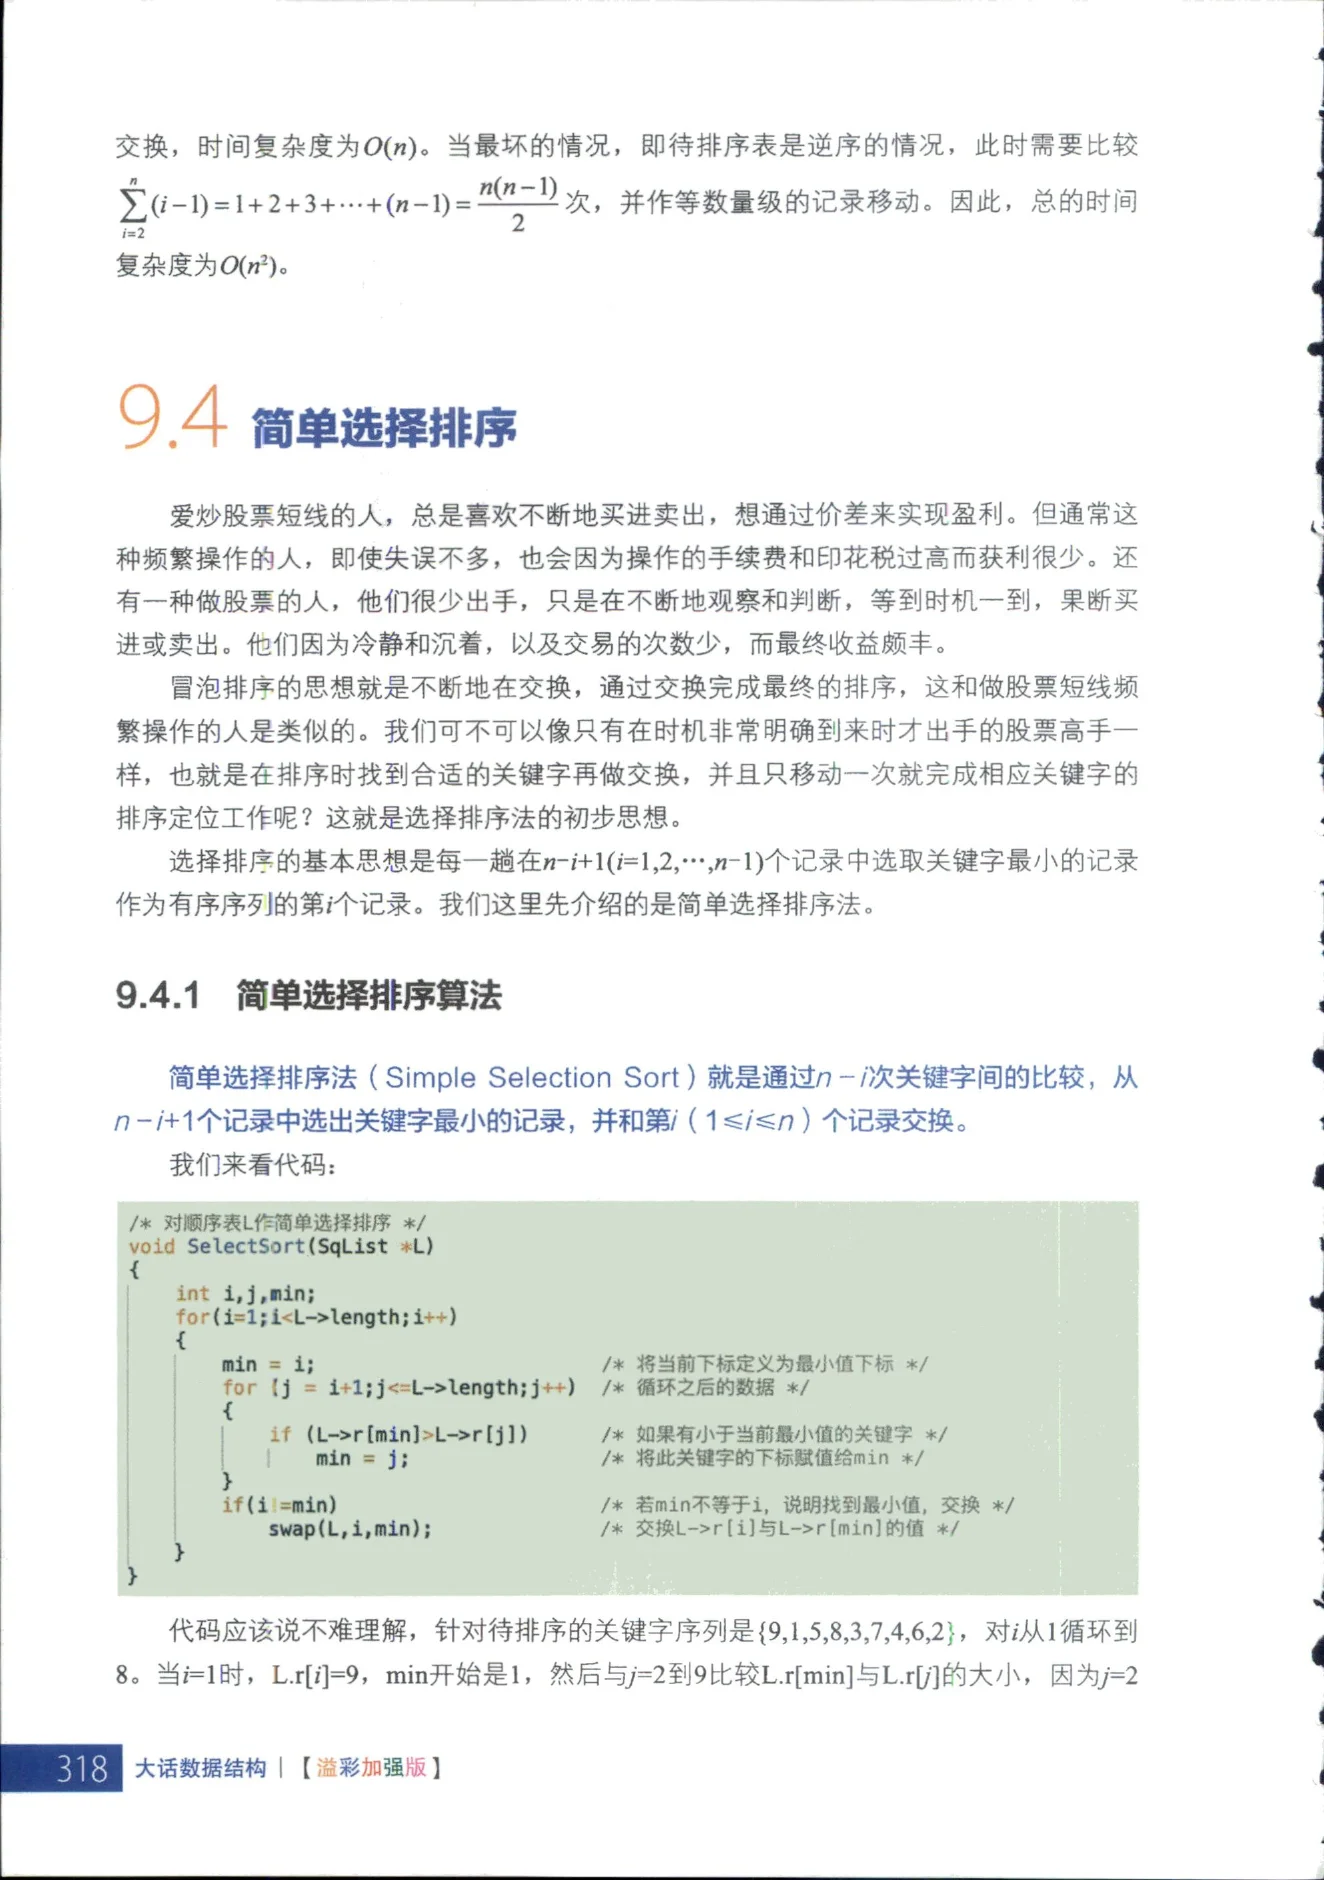 交换，时间复杂度为O(n)。当最坏的情况，即待排序表是逆序的情况，此时需要比较
∑_{i=2}^{n}(i−1)=1+2+3+⋯+(n−1)=n(n−1)/2次，并作等数量级的记录移动。因此，总的时间
复杂度为O(n²)。
9.4 简单选择排序
爱炒股票短线的人，总是喜欢不断地买进卖出，想通过价差来实现盈利。但通常这
种频繁操作的人，即使失误不多，也会因为操作的手续费和印花税过高而获利很少。还
有一种做股票的人，他们很少出手，只是在不断地观察和判断，等到时机一到，果断买
进或卖出。他们因为冷静和沉着，以及交易的次数少，而最终收益颇丰。
冒泡排序的思想就是不断地在交换，通过交换完成最终的排序，这和做股票短线频
繁操作的人是类似的。我们可不可以像只有在时机非常明确到来时才出手的股票高手一
样，也就是在排序时找到合适的关键字再做交换，并且只移动一次就完成相应关键字的
排序定位工作呢？这就是选择排序法的初步思想。
选择排序的基本思想是每一趟在n-i+1(i=1,2,⋯,n-1)个记录中选取关键字最小的记录
作为有序序列的第i个记录。我们这里先介绍的是简单选择排序法。
9.4.1 简单选择排序算法
简单选择排序法（Simple Selection Sort）就是通过n－i次关键字间的比较，从
n－i+1个记录中选出关键字最小的记录，并和第i（1≤i≤n）个记录交换。
我们来看代码：
/* 对顺序表L作简单选择排序 */
void SelectSort(SqList *L)
{
int i,j,min;
for(i=1;i<L->length;i++)
{
min = i; /* 将当前下标定义为最小值下标 */
for (j = i+1;j<=L->length;j++) /* 循环之后的数据 */
{
if (L->r[min]>L->r[j]) /* 如果有小于当前最小值的关键字 */
min = j; /* 将此关键字的下标赋值给min */
}
if(i!=min) /* 若min不等于i，说明找到最小值，交换 */
swap(L,i,min); /* 交换L->r[i]与L->r[min]的值 */
}
}
代码应该说不难理解，针对待排序的关键字序列是{9,1,5,8,3,7,4,6,2}，对i从1循环到
8。当i=1时，L.r[i]=9，min开始是1，然后与j=2到9比较L.r[min]与L.r[j]的大小，因为j=2
318 大话数据结构 | 【溢彩加强版】